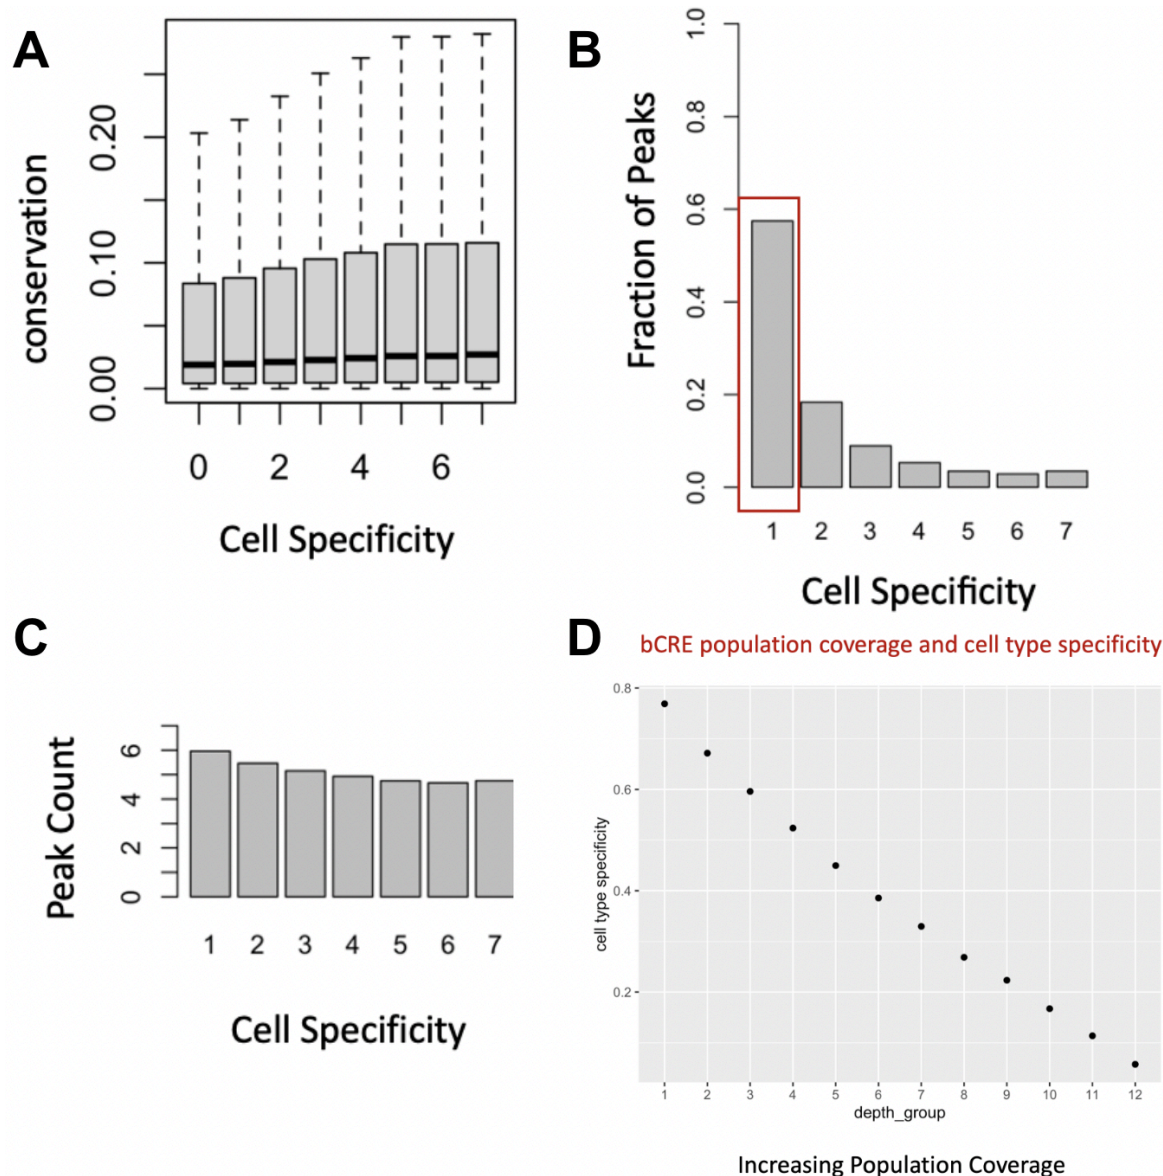 A
conservation
0.20
0.10
0.00
0 2 4 6
Cell Specificity
B
Fraction of Peaks
1.0
0.8
0.6
0.4
0.2
0.0
1 2 3 4 5 6 7
Cell Specificity
C
Peak Count
6
4
2
0
1 2 3 4 5 6 7
Cell Specificity
D
bCRE population coverage and cell type specificity
cell type specificity
0.8
0.6
0.4
0.2
1 2 3 4 5 6 7 8 9 10 11 12
depth_group
Increasing Population Coverage